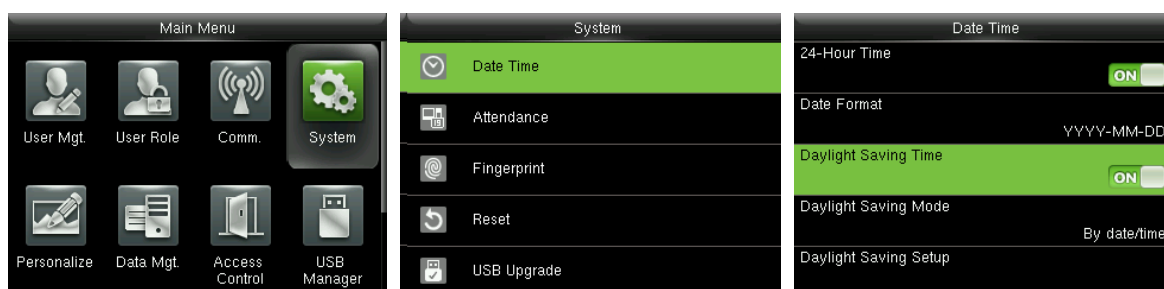 Main Menu
User Mgt.
User Role
Comm.
System
Personalize
Data Mgt.
Access
Control
USB
Manager
System
Date Time
19
Attendance
Fingerprint
Reset
USB Upgrade
Date Time
24-Hour Time
ON
Date Format
YYYY-MM-DD
Daylight Saving Time
ON
Daylight Saving Mode
By date/time
Daylight Saving Setup